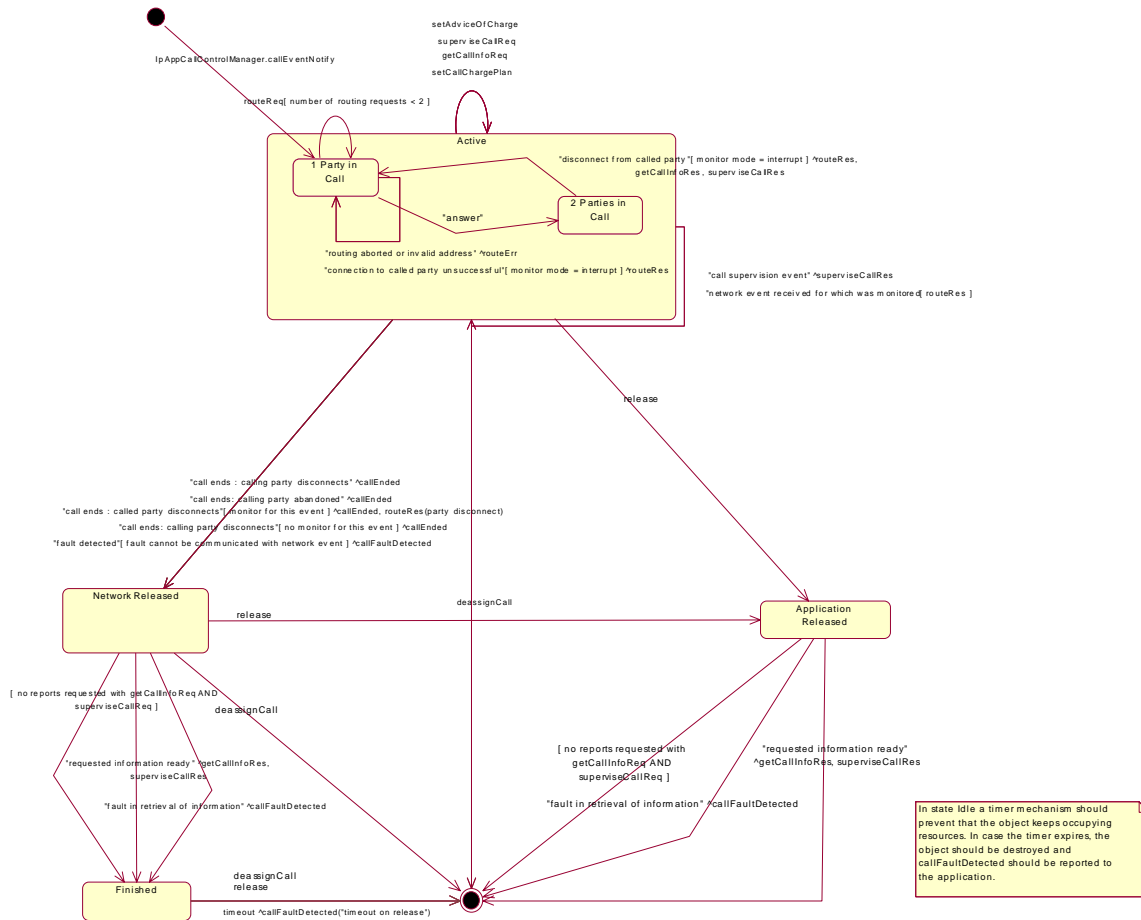 setAdviceOfCharge
superviseCallReq
getCallInfoReq
setCallChargePlan
IpAppCallControlManager.callEventNotify
routeReq[ number of routing requests < 2 ]
Active
1 Party in
Call
"disconnect from called party"[ monitor mode = interrupt ] ^routeRes,
getCallInfoRes, superviseCallRes
2 Parties in
Call
"answer"
"routing aborted or invalid address" ^routeErr
"connection to called party unsuccessful"[ monitor mode = interrupt ] ^routeRes
"call supervision event" ^superviseCallRes
"network event received for which was monitored[ routeRes ]
release
"call ends : calling party disconnects" ^callEnded
"call ends: calling party abandoned" ^callEnded
"call ends : called party disconnects"[ monitor for this event ] ^callEnded, routeRes(party disconnect)
"call ends: calling party disconnects"[ no monitor for this event ] ^callEnded
"fault detected"[ fault cannot be communicated with network event ] ^callFaultDetected
Network Released
release
deassignCall
Application
Released
[ no reports requested with getCallInfoReq AND
superviseCallReq ]
deassignCall
"requested information ready" ^getCallInfoRes,
superviseCallRes
"fault in retrieval of information" ^callFaultDetected
[ no reports requested with
getCallInfoReq AND
superviseCallReq ]
"requested information ready"
^getCallInfoRes, superviseCallRes
"fault in retrieval of information" ^callFaultDetected
In state Idle a timer mechanism should
prevent that the object keeps occupying
resources. In case the timer expires, the
object should be destroyed and
callFaultDetected should be reported to
the application.
Finished
deassignCall
release
timeout ^callFaultDetected("timeout on release")